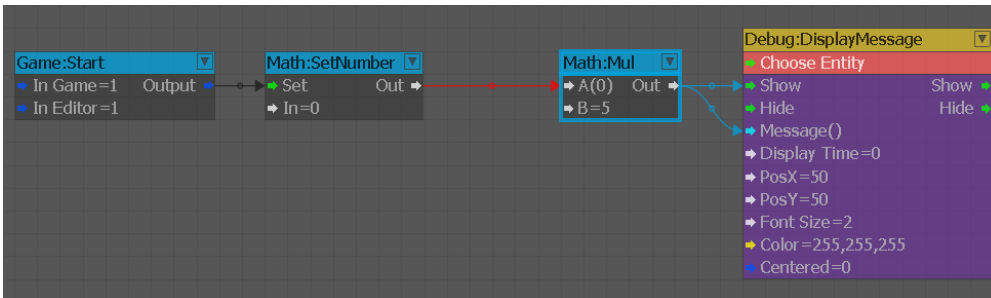 Game:Start
In Game=1 Output
In Editor=1
Math:SetNumber
Set Out
In=0
Math:Mul
A(0) Out
B=5
Debug:DisplayMessage
Choose Entity
Show Show
Hide Hide
Message()
Display Time=0
PosX=50
PosY=50
Font Size=2
Color=255,255,255
Centered=0